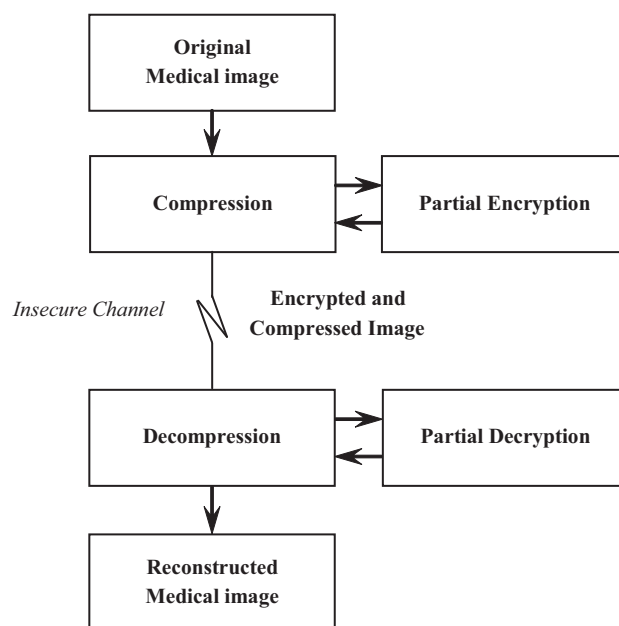 Original
Medical image
Compression
Partial Encryption
Insecure Channel
Encrypted and
Compressed Image
Decompression
Partial Decryption
Reconstructed
Medical image